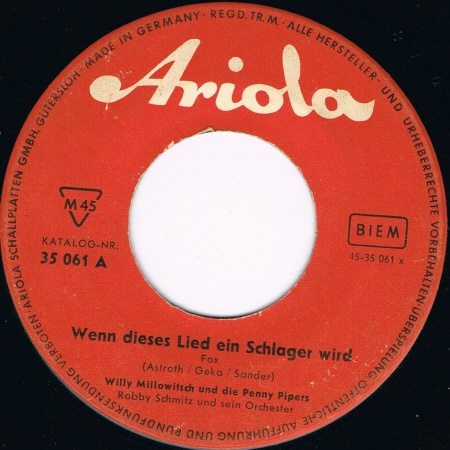 MADE IN GERMANY · REGD. TR. M. · ALLE HERSTELLER- UND URHEBERRECHTE VORBEHALTEN · ÜBERSPIELUNG ÖFFENTLICHE AUFFÜHRUNG UND RUNDFUNKSENDUNG VERBOTEN · ARIOLA SCHALLPLATTEN GMBH, GÜTERSLOH ·
Ariola
M 45
KATALOG-NR.
35 061 A
BIEM
45-35 061 x
Wenn dieses Lied ein Schlager wird
Fox
(Astroth / Geka / Sander)
Willy Millowitsch und die Penny Pipers
Robby Schmitz und sein Orchester